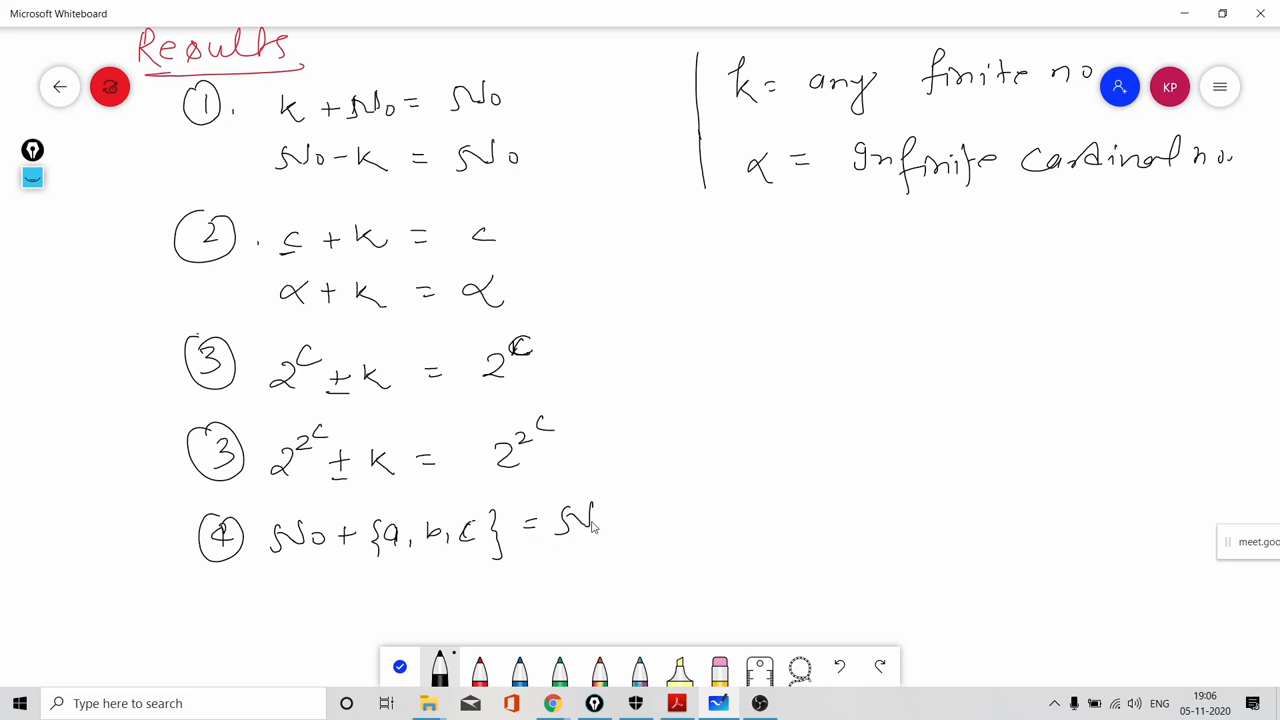 Microsoft Whiteboard
Results
①. k + ℵ₀ = ℵ₀
ℵ₀ - k = ℵ₀
k = any finite no
α = Infinite cardinal no.
KP
②. c + k = c
α + k = α
③ 2^c ± k = 2^c
③ 2^2^c ± k = 2^2^c
④ ℵ₀ + {a, b, c} = ℵ
meet.goo
Type here to search
ENG
19:06
05-11-2020